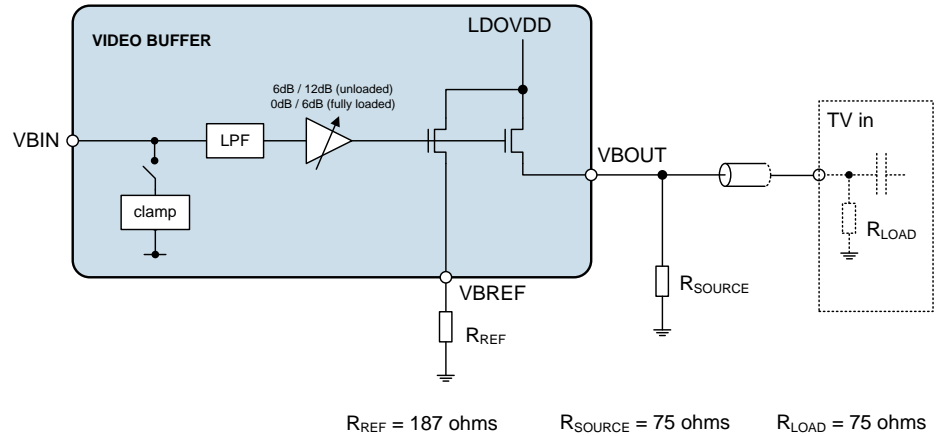 LDOVDD
VIDEO BUFFER
6dB / 12dB (unloaded)
0dB / 6dB (fully loaded)
VBIN
LPF
clamp
VBOUT
TV in
RLOAD
VBREF
RSOURCE
RREF
RREF = 187 ohms RSOURCE = 75 ohms RLOAD = 75 ohms